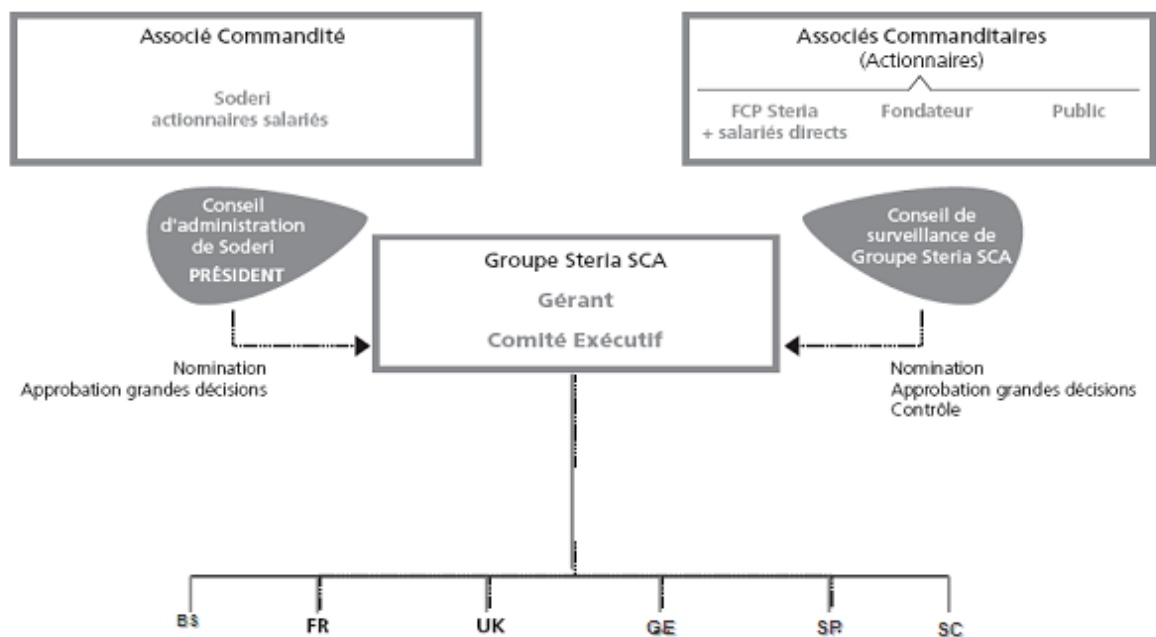 Associé Commandité
Soderi
actionnaires salariés
Associés Commanditaires
(Actionnaires)
FCP Steria
+ salariés directs
Fondateur
Public
Conseil
d'administration
de Soderi
PRÉSIDENT
Conseil de
surveillance de
Groupe Steria SCA
Groupe Steria SCA
Gérant
Comité Exécutif
Nomination
Approbation grandes décisions
Nomination
Approbation grandes décisions
Contrôle
BS
FR
UK
GE
SP
SC